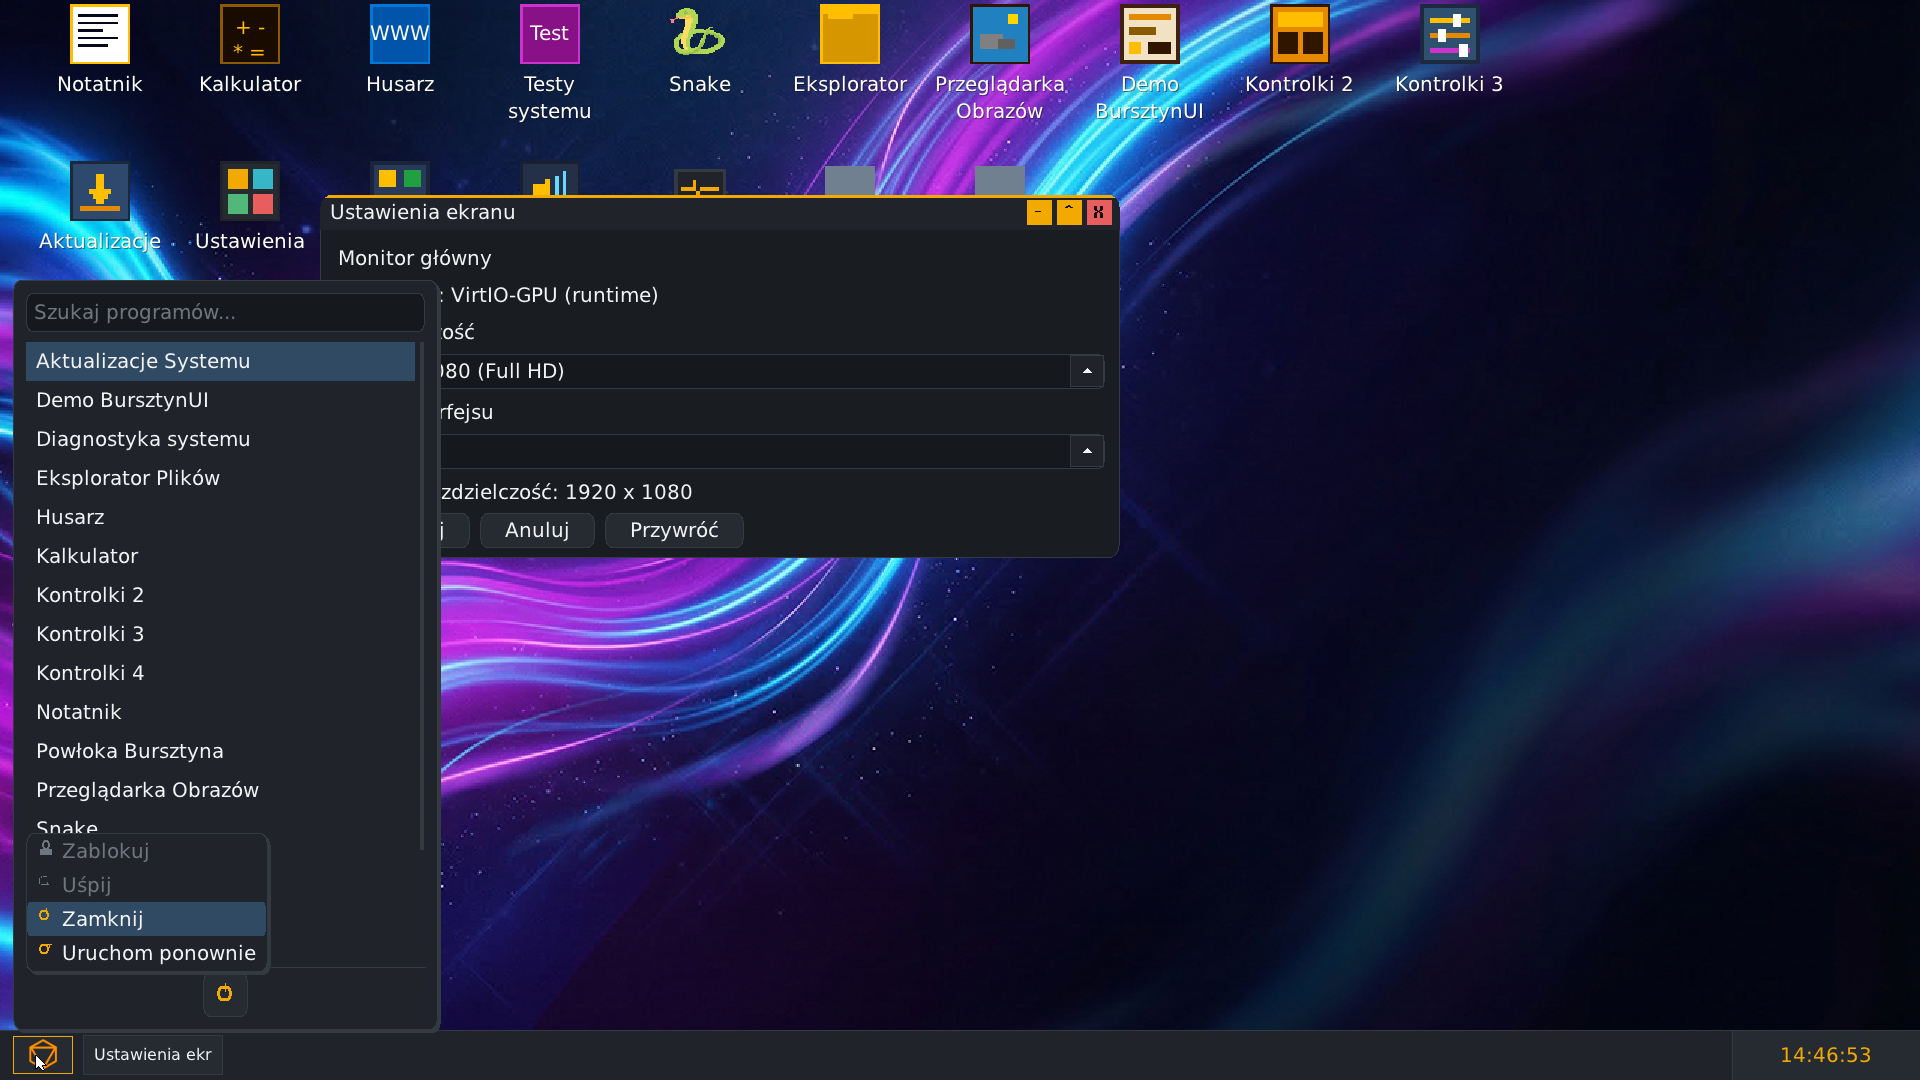 + -
* =
WWW
Test
Notatnik
Kalkulator
Husarz
Testy
systemu
Snake
Eksplorator
Przeglądarka
Obrazów
Demo
BursztynUI
Kontrolki 2
Kontrolki 3
Aktualizacje
Ustawienia
Ustawienia ekranu
- ^ X
Monitor główny
: VirtIO-GPU (runtime)
ość
080 (Full HD)
rfejsu
zdzielczość: 1920 x 1080
j
Anuluj
Przywróć
Szukaj programów...
Aktualizacje Systemu
Demo BursztynUI
Diagnostyka systemu
Eksplorator Plików
Husarz
Kalkulator
Kontrolki 2
Kontrolki 3
Kontrolki 4
Notatnik
Powłoka Bursztyna
Przeglądarka Obrazów
Snake
Zablokuj
Uśpij
Zamknij
Uruchom ponownie
Ustawienia ekr
14:46:53